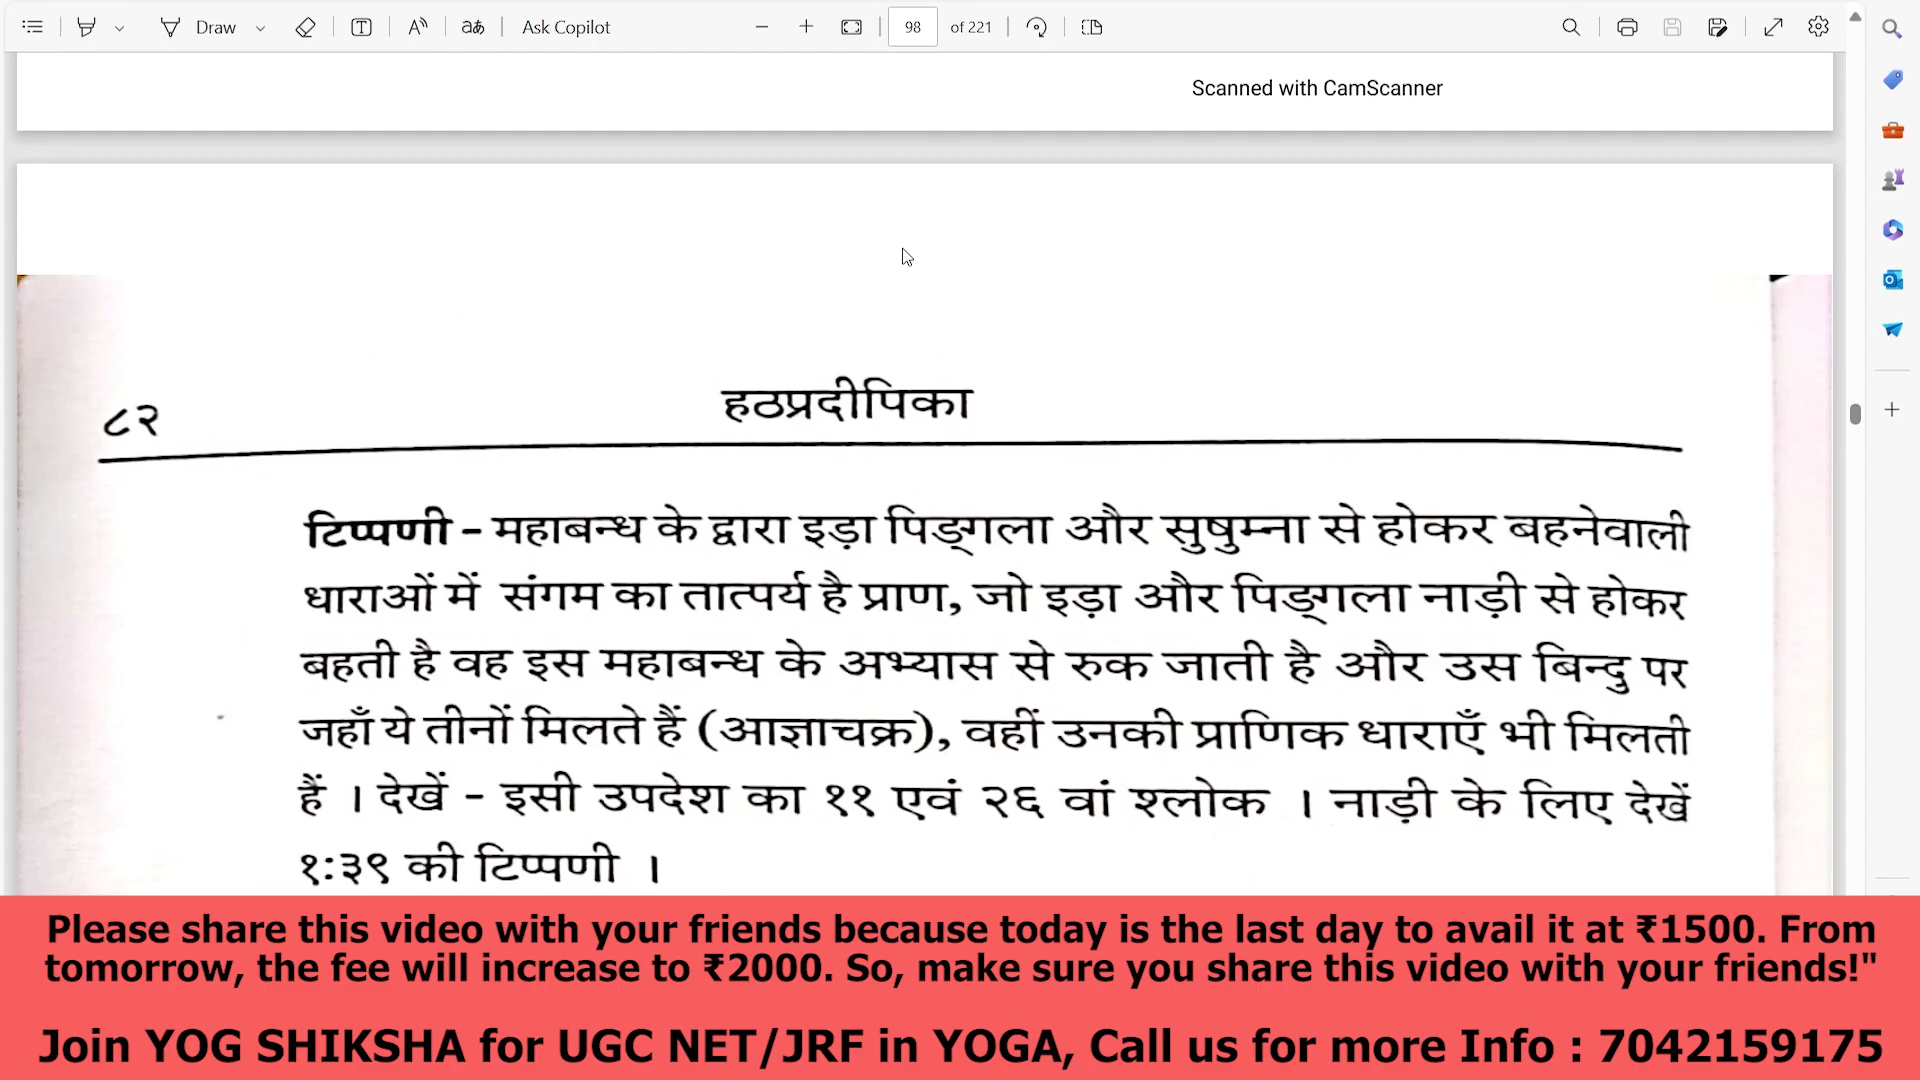 Draw
Ask Copilot
98
of 221
Scanned with CamScanner
८२
हठप्रदीपिका
टिप्पणी - महाबन्ध के द्वारा इड़ा पिङ्गला और सुषुम्ना से होकर बहनेवाली
धाराओं में संगम का तात्पर्य है प्राण, जो इड़ा और पिङ्गला नाड़ी से होकर
बहती है वह इस महाबन्ध के अभ्यास से रुक जाती है और उस बिन्दु पर
जहाँ ये तीनों मिलते हैं (आज्ञाचक्र), वहीं उनकी प्राणिक धाराएँ भी मिलती
हैं । देखें - इसी उपदेश का ११ एवं २६ वां श्लोक । नाड़ी के लिए देखें
१:३९ की टिप्पणी ।
Please share this video with your friends because today is the last day to avail it at ₹1500. From
tomorrow, the fee will increase to ₹2000. So, make sure you share this video with your friends!"
Join YOG SHIKSHA for UGC NET/JRF in YOGA, Call us for more Info : 7042159175